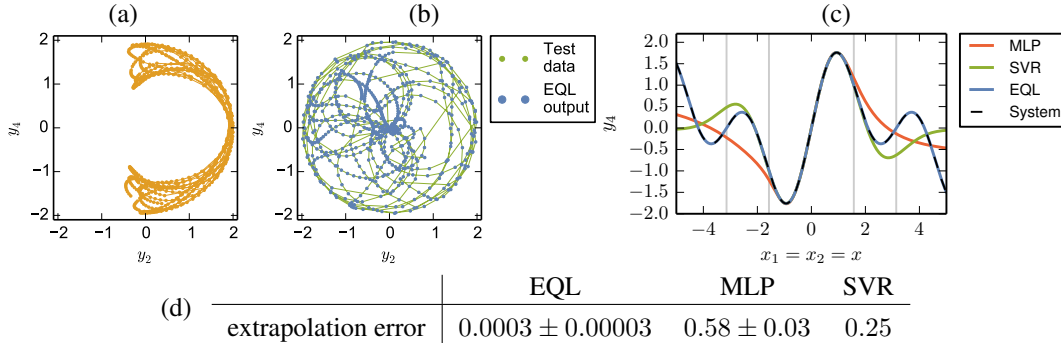 (a)
2
1
0
−1
−2
y4
−2 −1 0 1 2
y2
(b)
2
1
0
−1
−2
y4
−2 −1 0 1 2
y2
Test data
EQL output
(c)
2.0
1.5
1.0
0.5
0.0
−0.5
−1.0
−1.5
−2.0
y4
−4 −2 0 2 4
x1 = x2 = x
MLP
SVR
EQL
System
(d)
EQL MLP SVR
extrapolation error 0.0003 ± 0.00003 0.58 ± 0.03 0.25